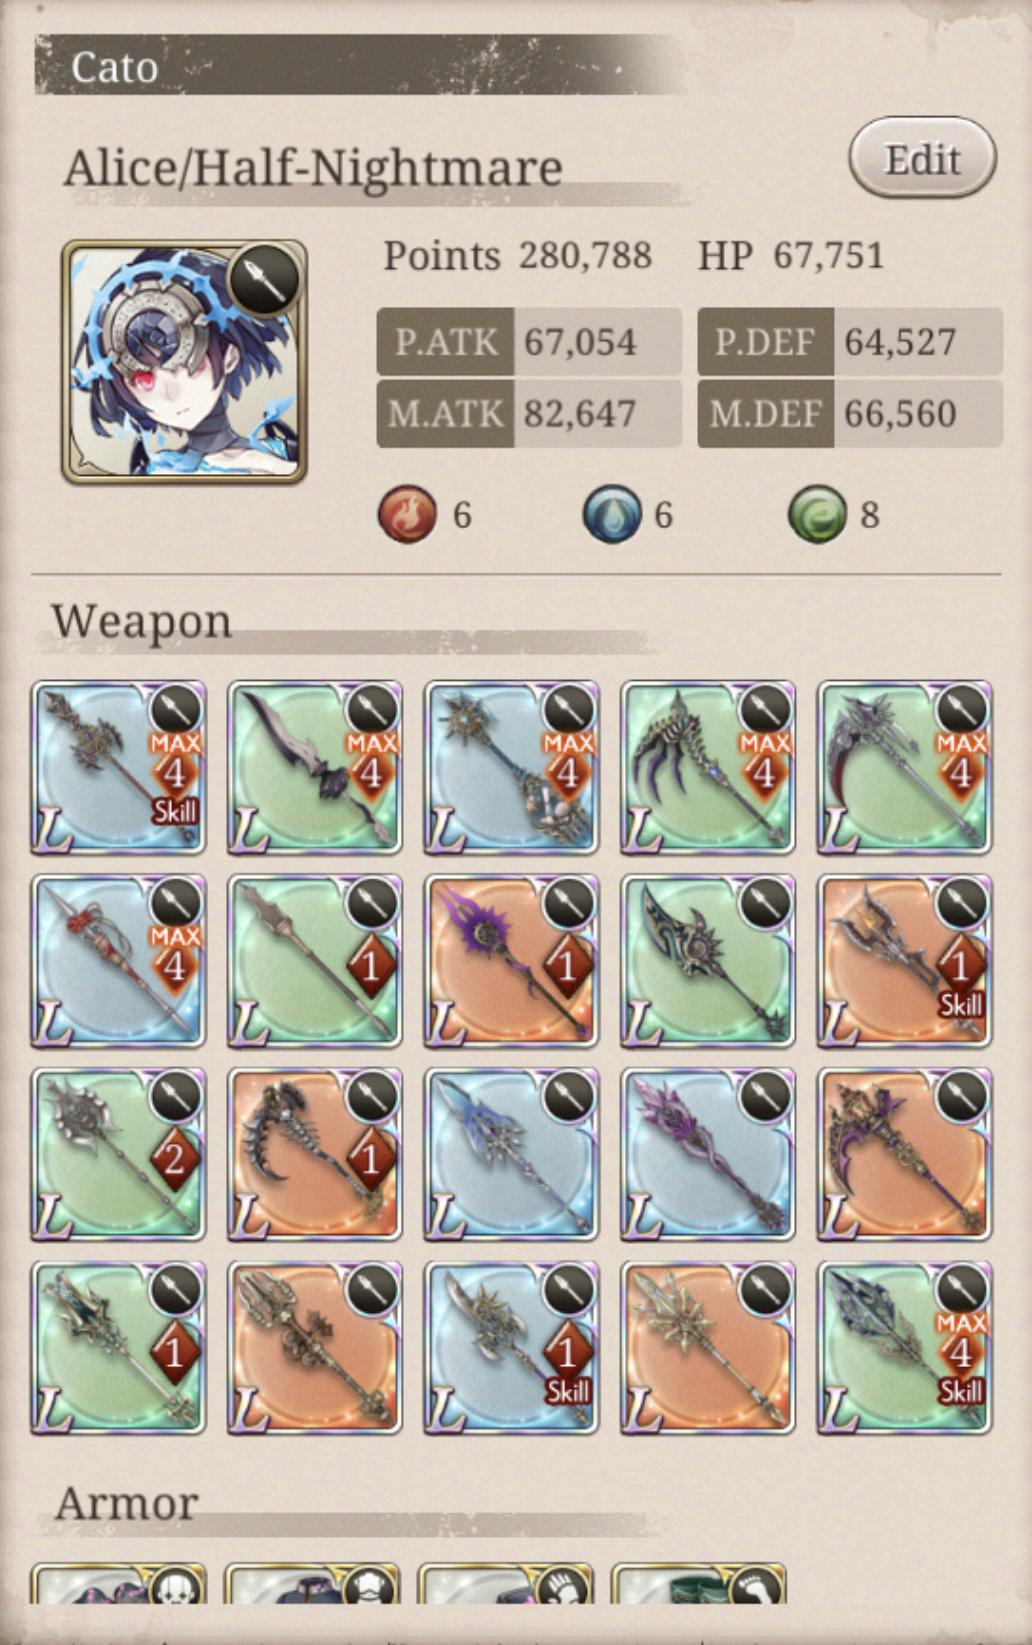 Cato
Alice/Half-Nightmare
Edit
Points 280,788 HP 67,751
P.ATK 67,054 P.DEF 64,527
M.ATK 82,647 M.DEF 66,560
6 6 8
Weapon
MAX MAX MAX MAX MAX
4 4 4 4 4
Skill
L L L L L
MAX
4 1 1 1
Skill
L L L L L
2 1
L L L L L
MAX
1 1 4
Skill Skill
L L L L L
Armor